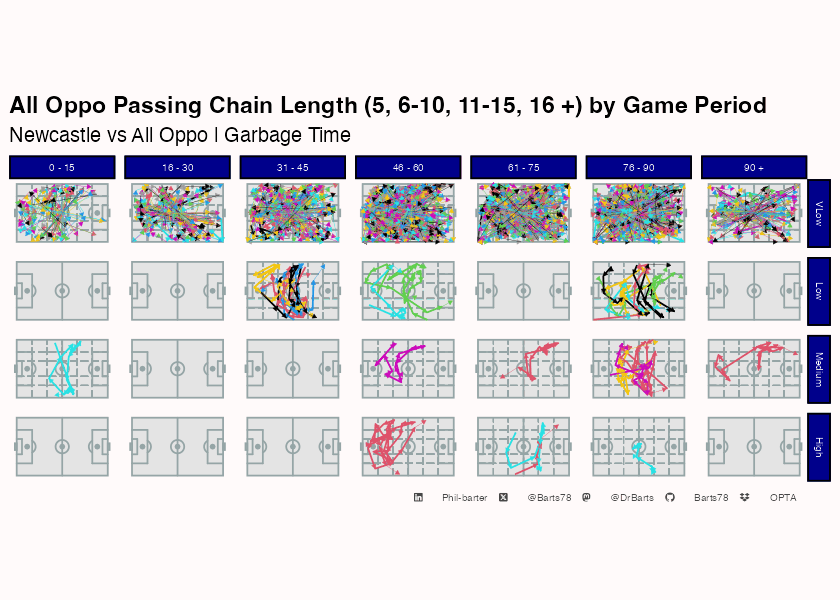 All Oppo Passing Chain Length (5, 6-10, 11-15, 16 +) by Game Period
Newcastle vs All Oppo | Garbage Time
0 - 15
16 - 30
31 - 45
46 - 60
61 - 75
76 - 90
90 +
VLow
Low
Medium
High
Phil-barter @Barts78 @DrBarts Barts78 OPTA